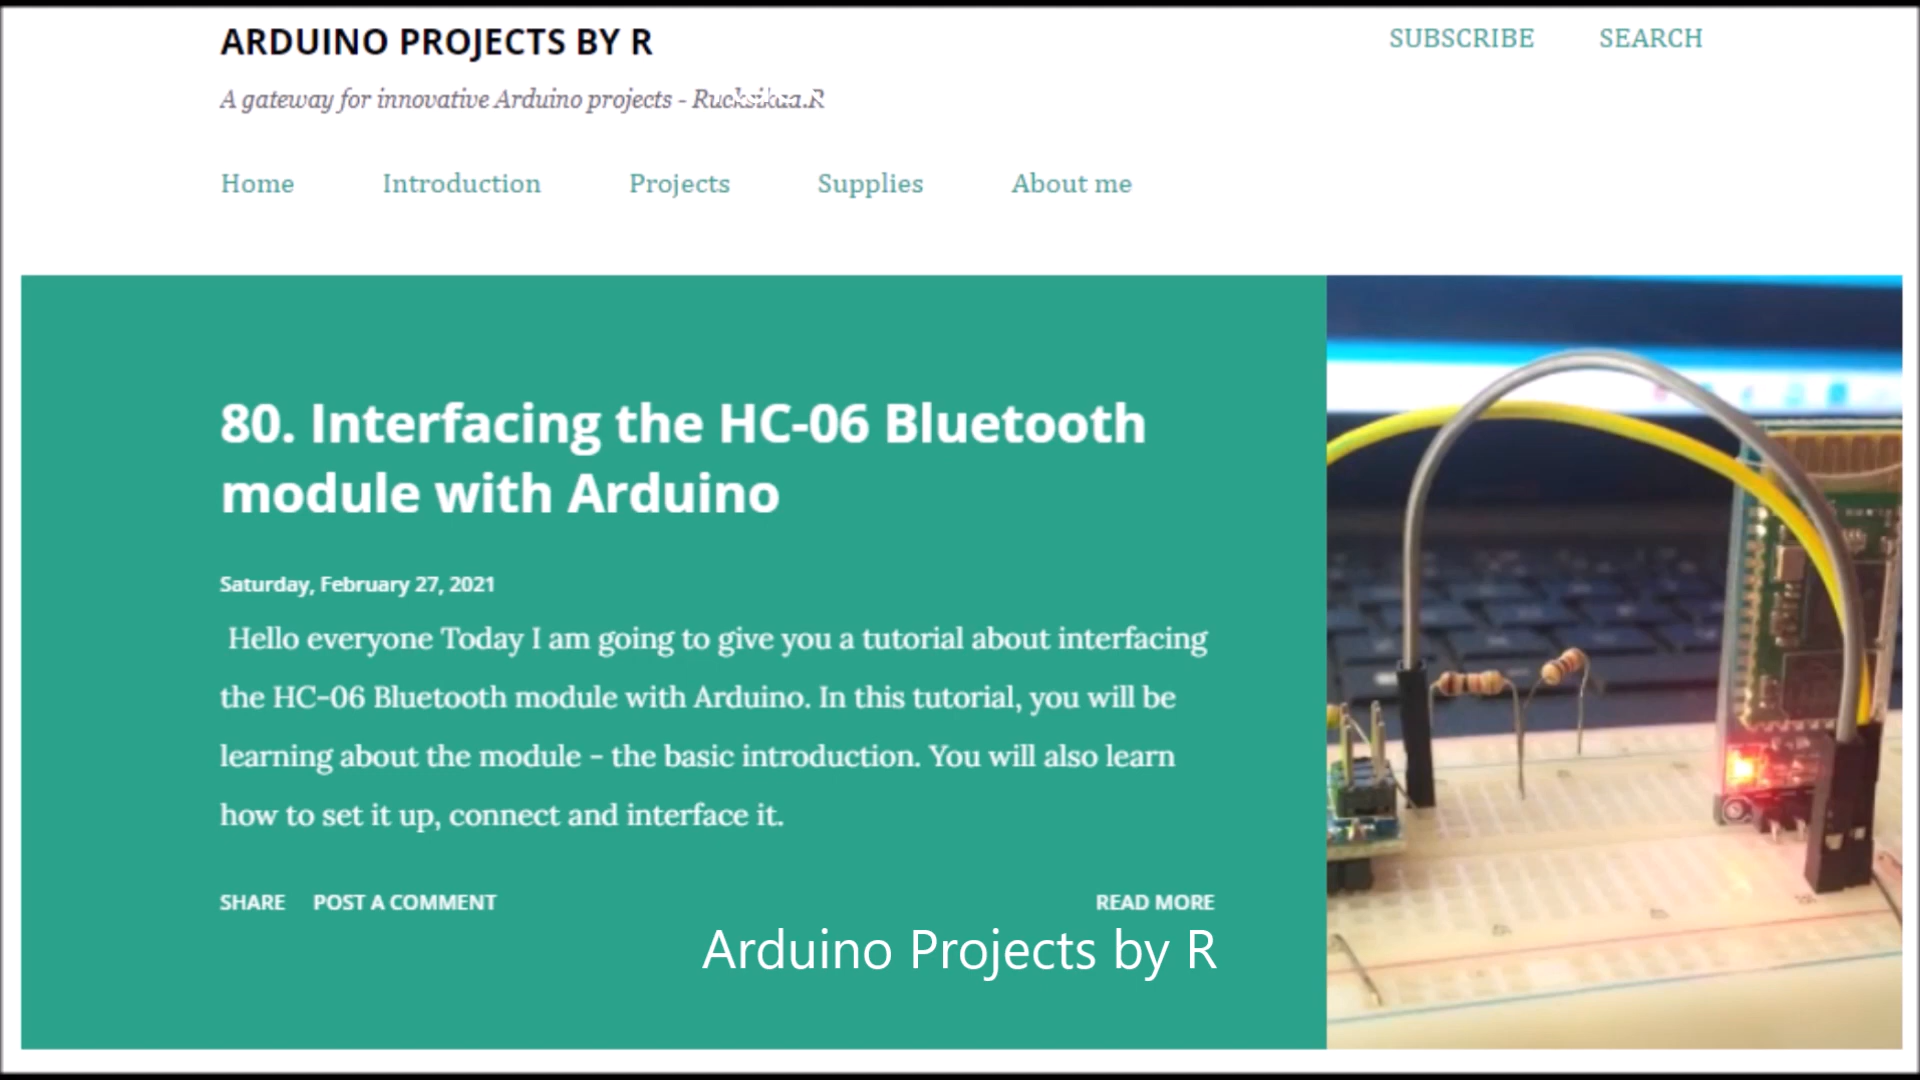 ARDUINO PROJECTS BY R
SUBSCRIBE
SEARCH
A gateway for innovative Arduino projects - Rucksikaa.R
Home
Introduction
Projects
Supplies
About me
80. Interfacing the HC-06 Bluetooth
module with Arduino
Saturday, February 27, 2021
Hello everyone Today I am going to give you a tutorial about interfacing
the HC-06 Bluetooth module with Arduino. In this tutorial, you will be
learning about the module - the basic introduction. You will also learn
how to set it up, connect and interface it.
SHARE
POST A COMMENT
READ MORE
Arduino Projects by R